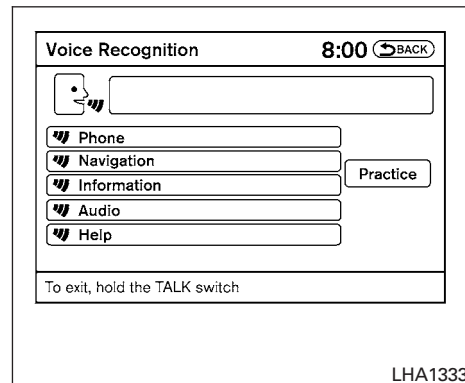 Voice Recognition 8:00 BACK
Phone
Navigation
Information
Practice
Audio
Help
To exit, hold the TALK switch
LHA1333